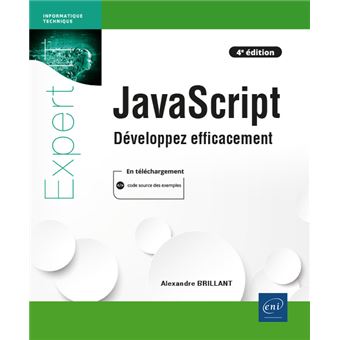 INFORMATIQUE
TECHNIQUE
Expert
4e édition
JavaScript
Développez efficacement
En téléchargement
</>
code source des exemples
Alexandre BRILLANT
eni